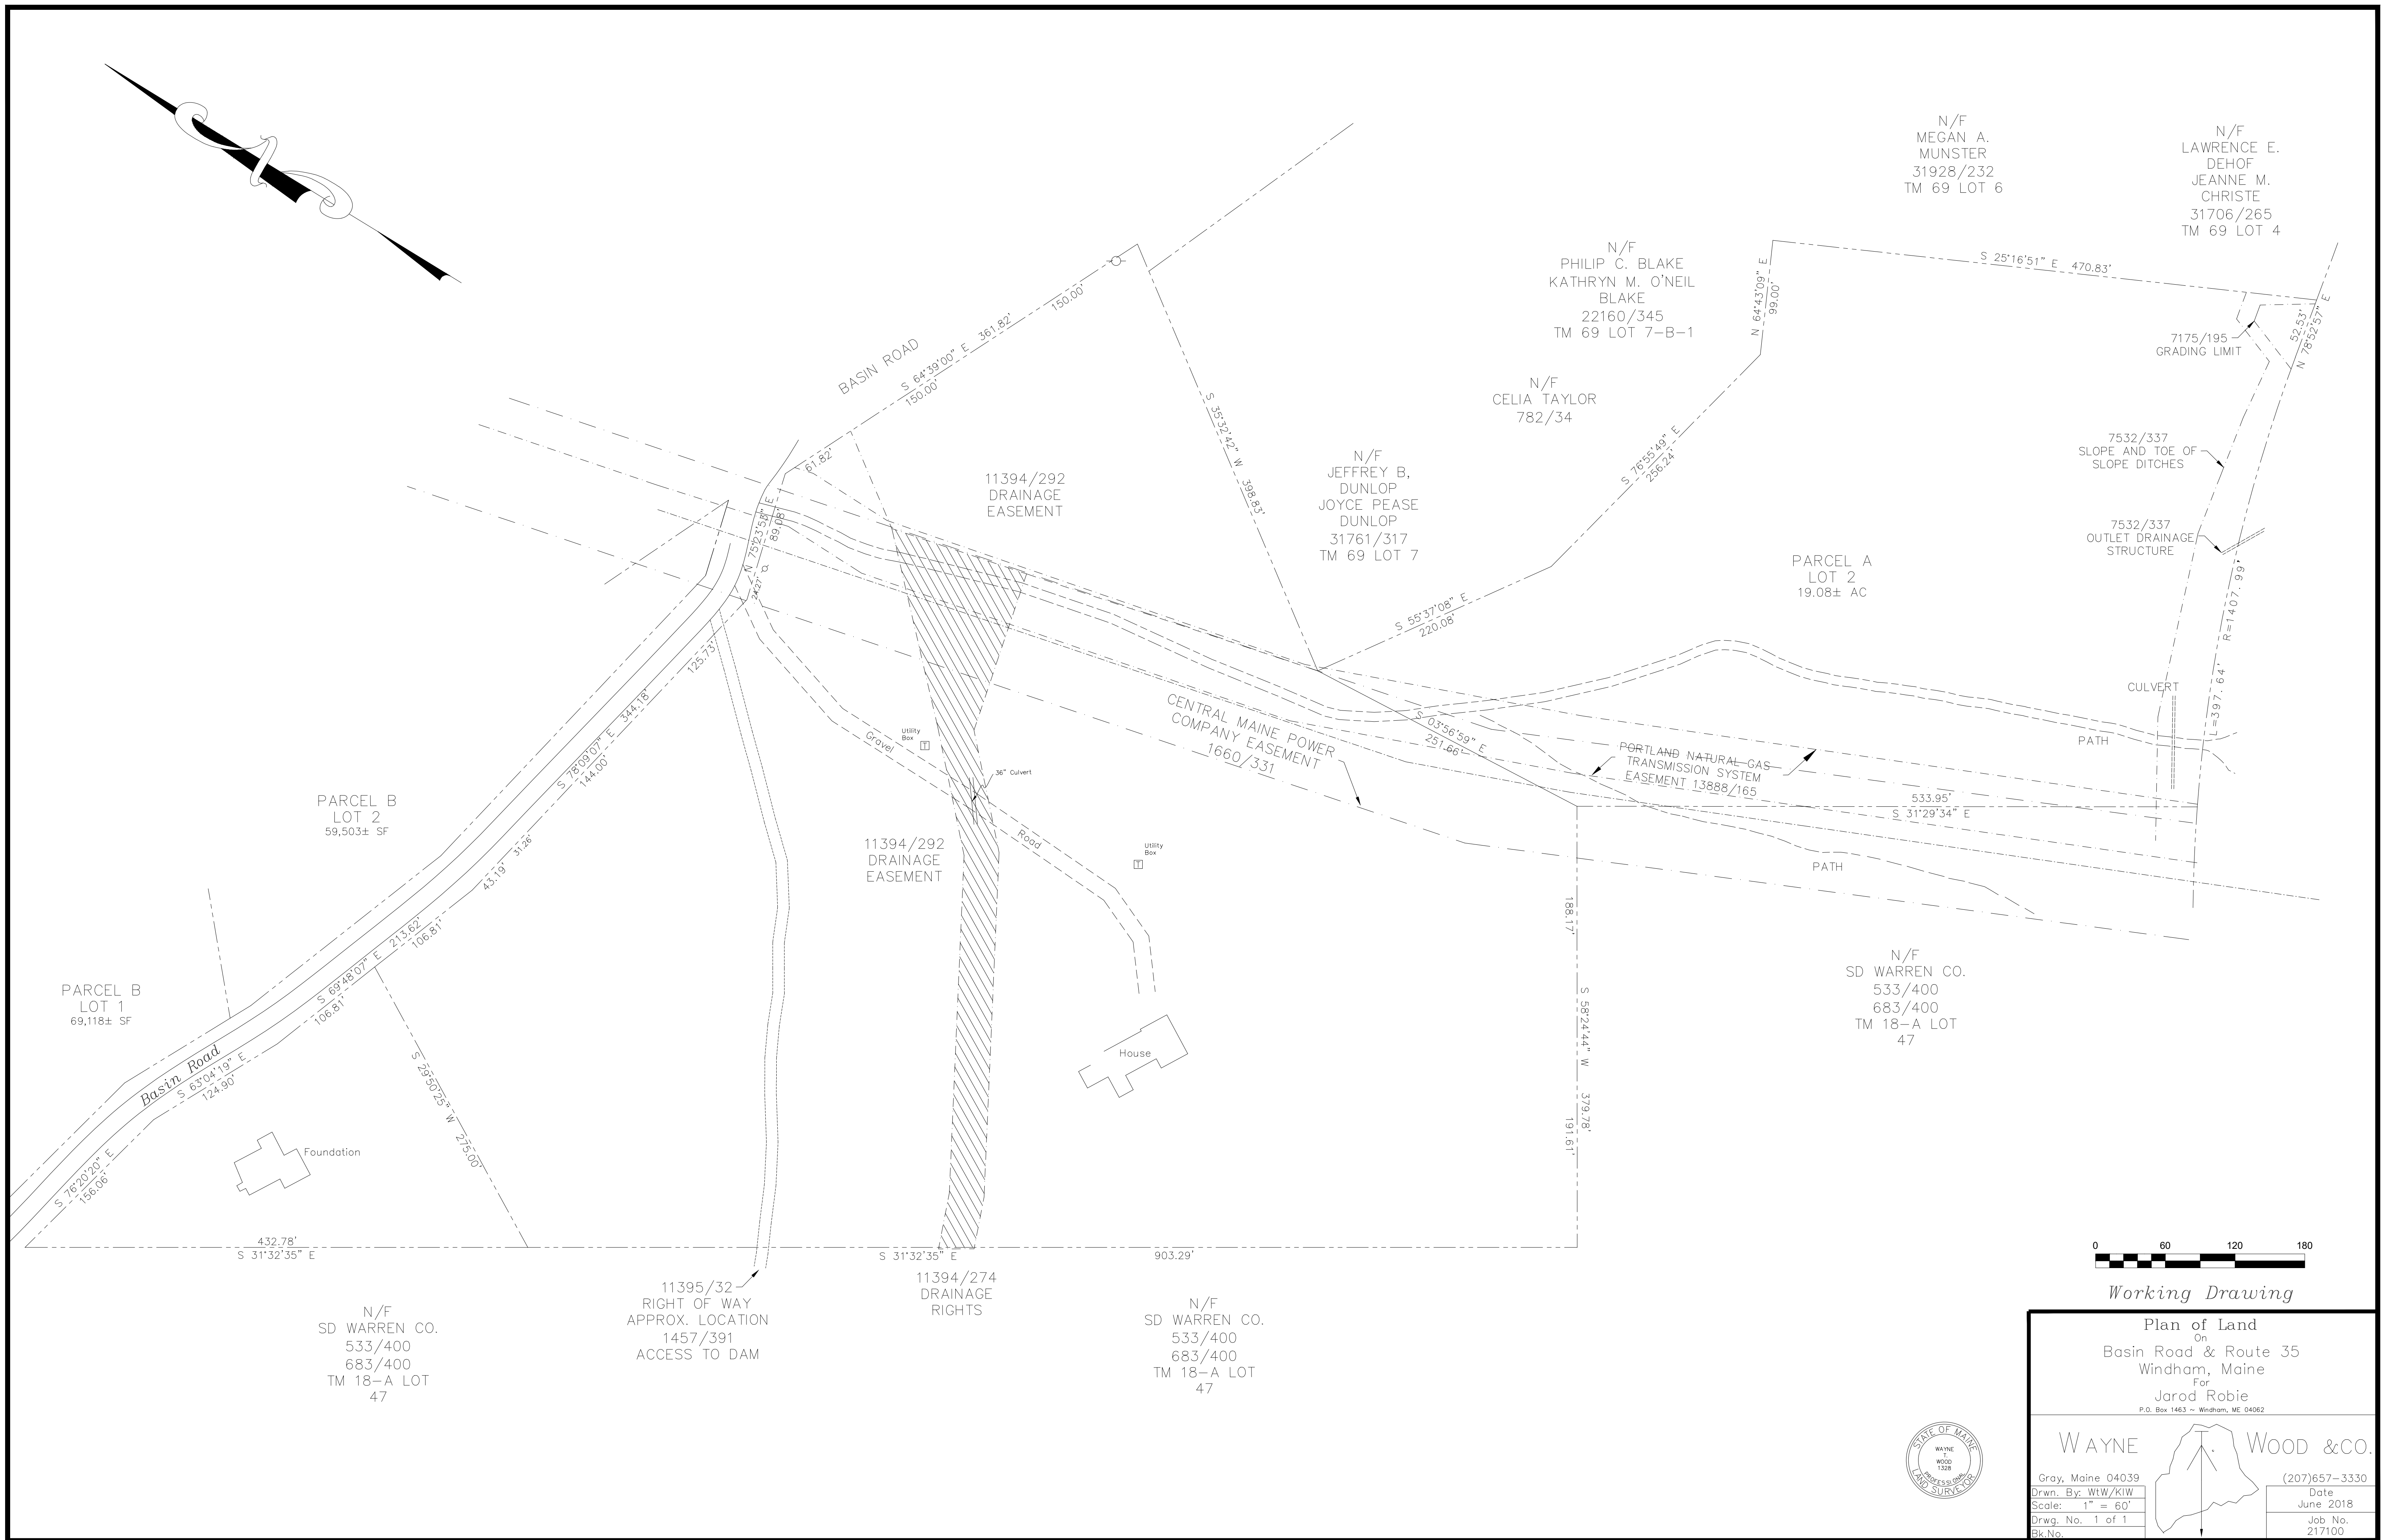 N/F
MEGAN A.
MUNSTER
31928/232
TM 69 LOT 6
N/F
LAWRENCE E.
DEHOF
JEANNE M.
CHRISTE
31706/265
TM 69 LOT 4
N/F
PHILIP C. BLAKE
KATHRYN M. O'NEIL
BLAKE
22160/345
TM 69 LOT 7-B-1
N 64°43'09" E
99.00'
S 25°16'51" E 470.83'
52.53'
N 78°52'57" E
7175/195
GRADING LIMIT
BASIN ROAD
S 64°39'00" E 361.82'
150.00'
150.00'
61.82'
S 35°32'42" W 398.83'
N/F
CELIA TAYLOR
782/34
N/F
JEFFREY B,
DUNLOP
JOYCE PEASE
DUNLOP
31761/317
TM 69 LOT 7
S 76°55'49" E
256.24'
S 55°37'08" E
220.08'
7532/337
SLOPE AND TOE OF
SLOPE DITCHES
7532/337
OUTLET DRAINAGE
STRUCTURE
PARCEL A
LOT 2
19.08± AC
L=397.64' R=1407.99'
CULVERT
PATH
11394/292
DRAINAGE
EASEMENT
N 75°23'55" E
89.08'
24.27'
CENTRAL MAINE POWER
COMPANY EASEMENT
1660/331
S 03°56'59" E
251.66'
PORTLAND NATURAL GAS
TRANSMISSION SYSTEM
EASEMENT 13888/165
533.95'
S 31°29'34" E
PATH
125.73'
S 78°09'07" E 344.18'
144.00'
31.26'
43.19'
Gravel
Road
Utility
Box
T
36" Culvert
Utility
Box
T
11394/292
DRAINAGE
EASEMENT
PARCEL B
LOT 2
59,503± SF
PARCEL B
LOT 1
69,118± SF
S 69°48'07" E 213.62'
106.81'
106.81'
Basin Road
S 63°04'19" E
124.90'
S 76°20'20" E
156.06'
S 29°50'25" W 275.00'
Foundation
House
188.17'
S 58°24'44" W 379.78'
191.61'
N/F
SD WARREN CO.
533/400
683/400
TM 18-A LOT
47
432.78'
S 31°32'35" E
S 31°32'35" E
903.29'
N/F
SD WARREN CO.
533/400
683/400
TM 18-A LOT
47
11395/32
RIGHT OF WAY
APPROX. LOCATION
1457/391
ACCESS TO DAM
11394/274
DRAINAGE
RIGHTS
N/F
SD WARREN CO.
533/400
683/400
TM 18-A LOT
47
0 60 120 180
Working Drawing
Plan of Land
On
Basin Road & Route 35
Windham, Maine
For
Jarod Robie
P.O. Box 1463 ~ Windham, ME 04062
WAYNE WOOD &CO.
Gray, Maine 04039
(207)657-3330
Drwn. By: WtW/KIW
Scale: 1" = 60'
Drwg. No. 1 of 1
Bk.No.
Date
June 2018
Job No.
217100
STATE OF MAINE
WAYNE
T.
WOOD
1328
PROFESSIONAL
LAND SURVEYOR